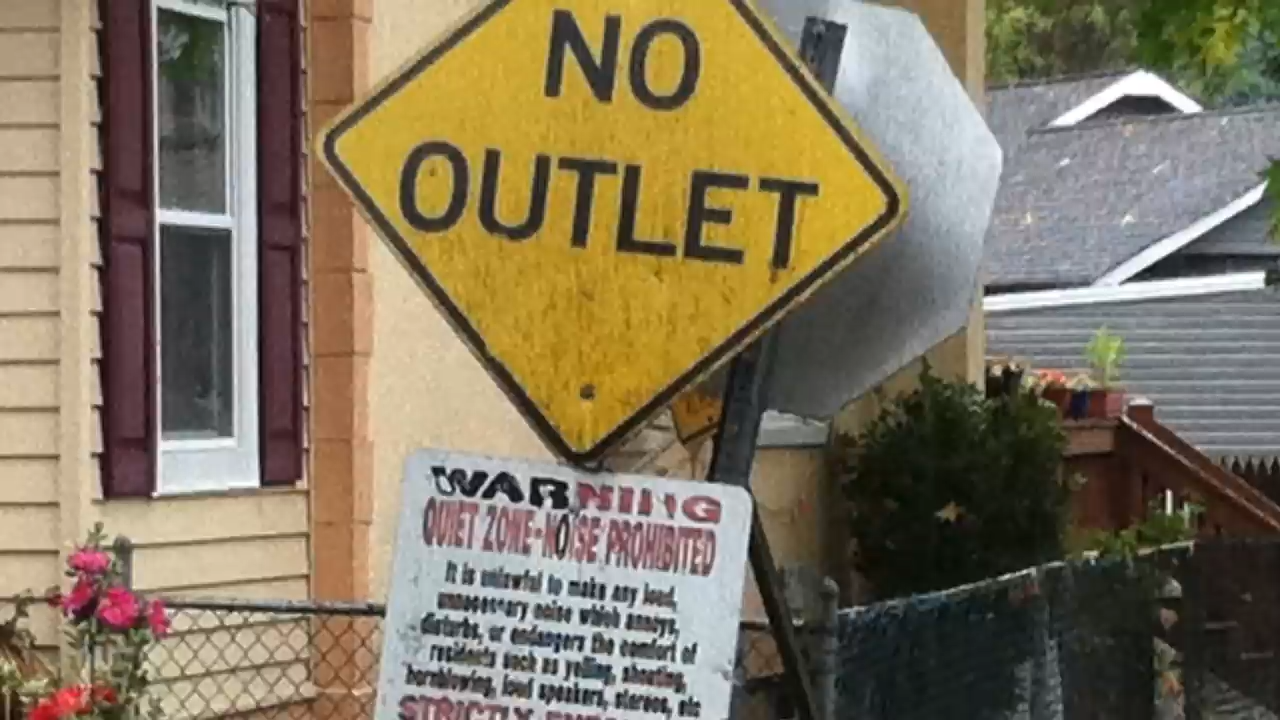 NO
OUTLET
WARNING
QUIET ZONE-NOISE PROHIBITED
It is unlawful to make any loud,
unnecessary noise which annoys,
disturbs, or endangers the comfort of
residents such as yelling, shouting,
hornblowing, loud speakers, stereos, etc
STRICTLY